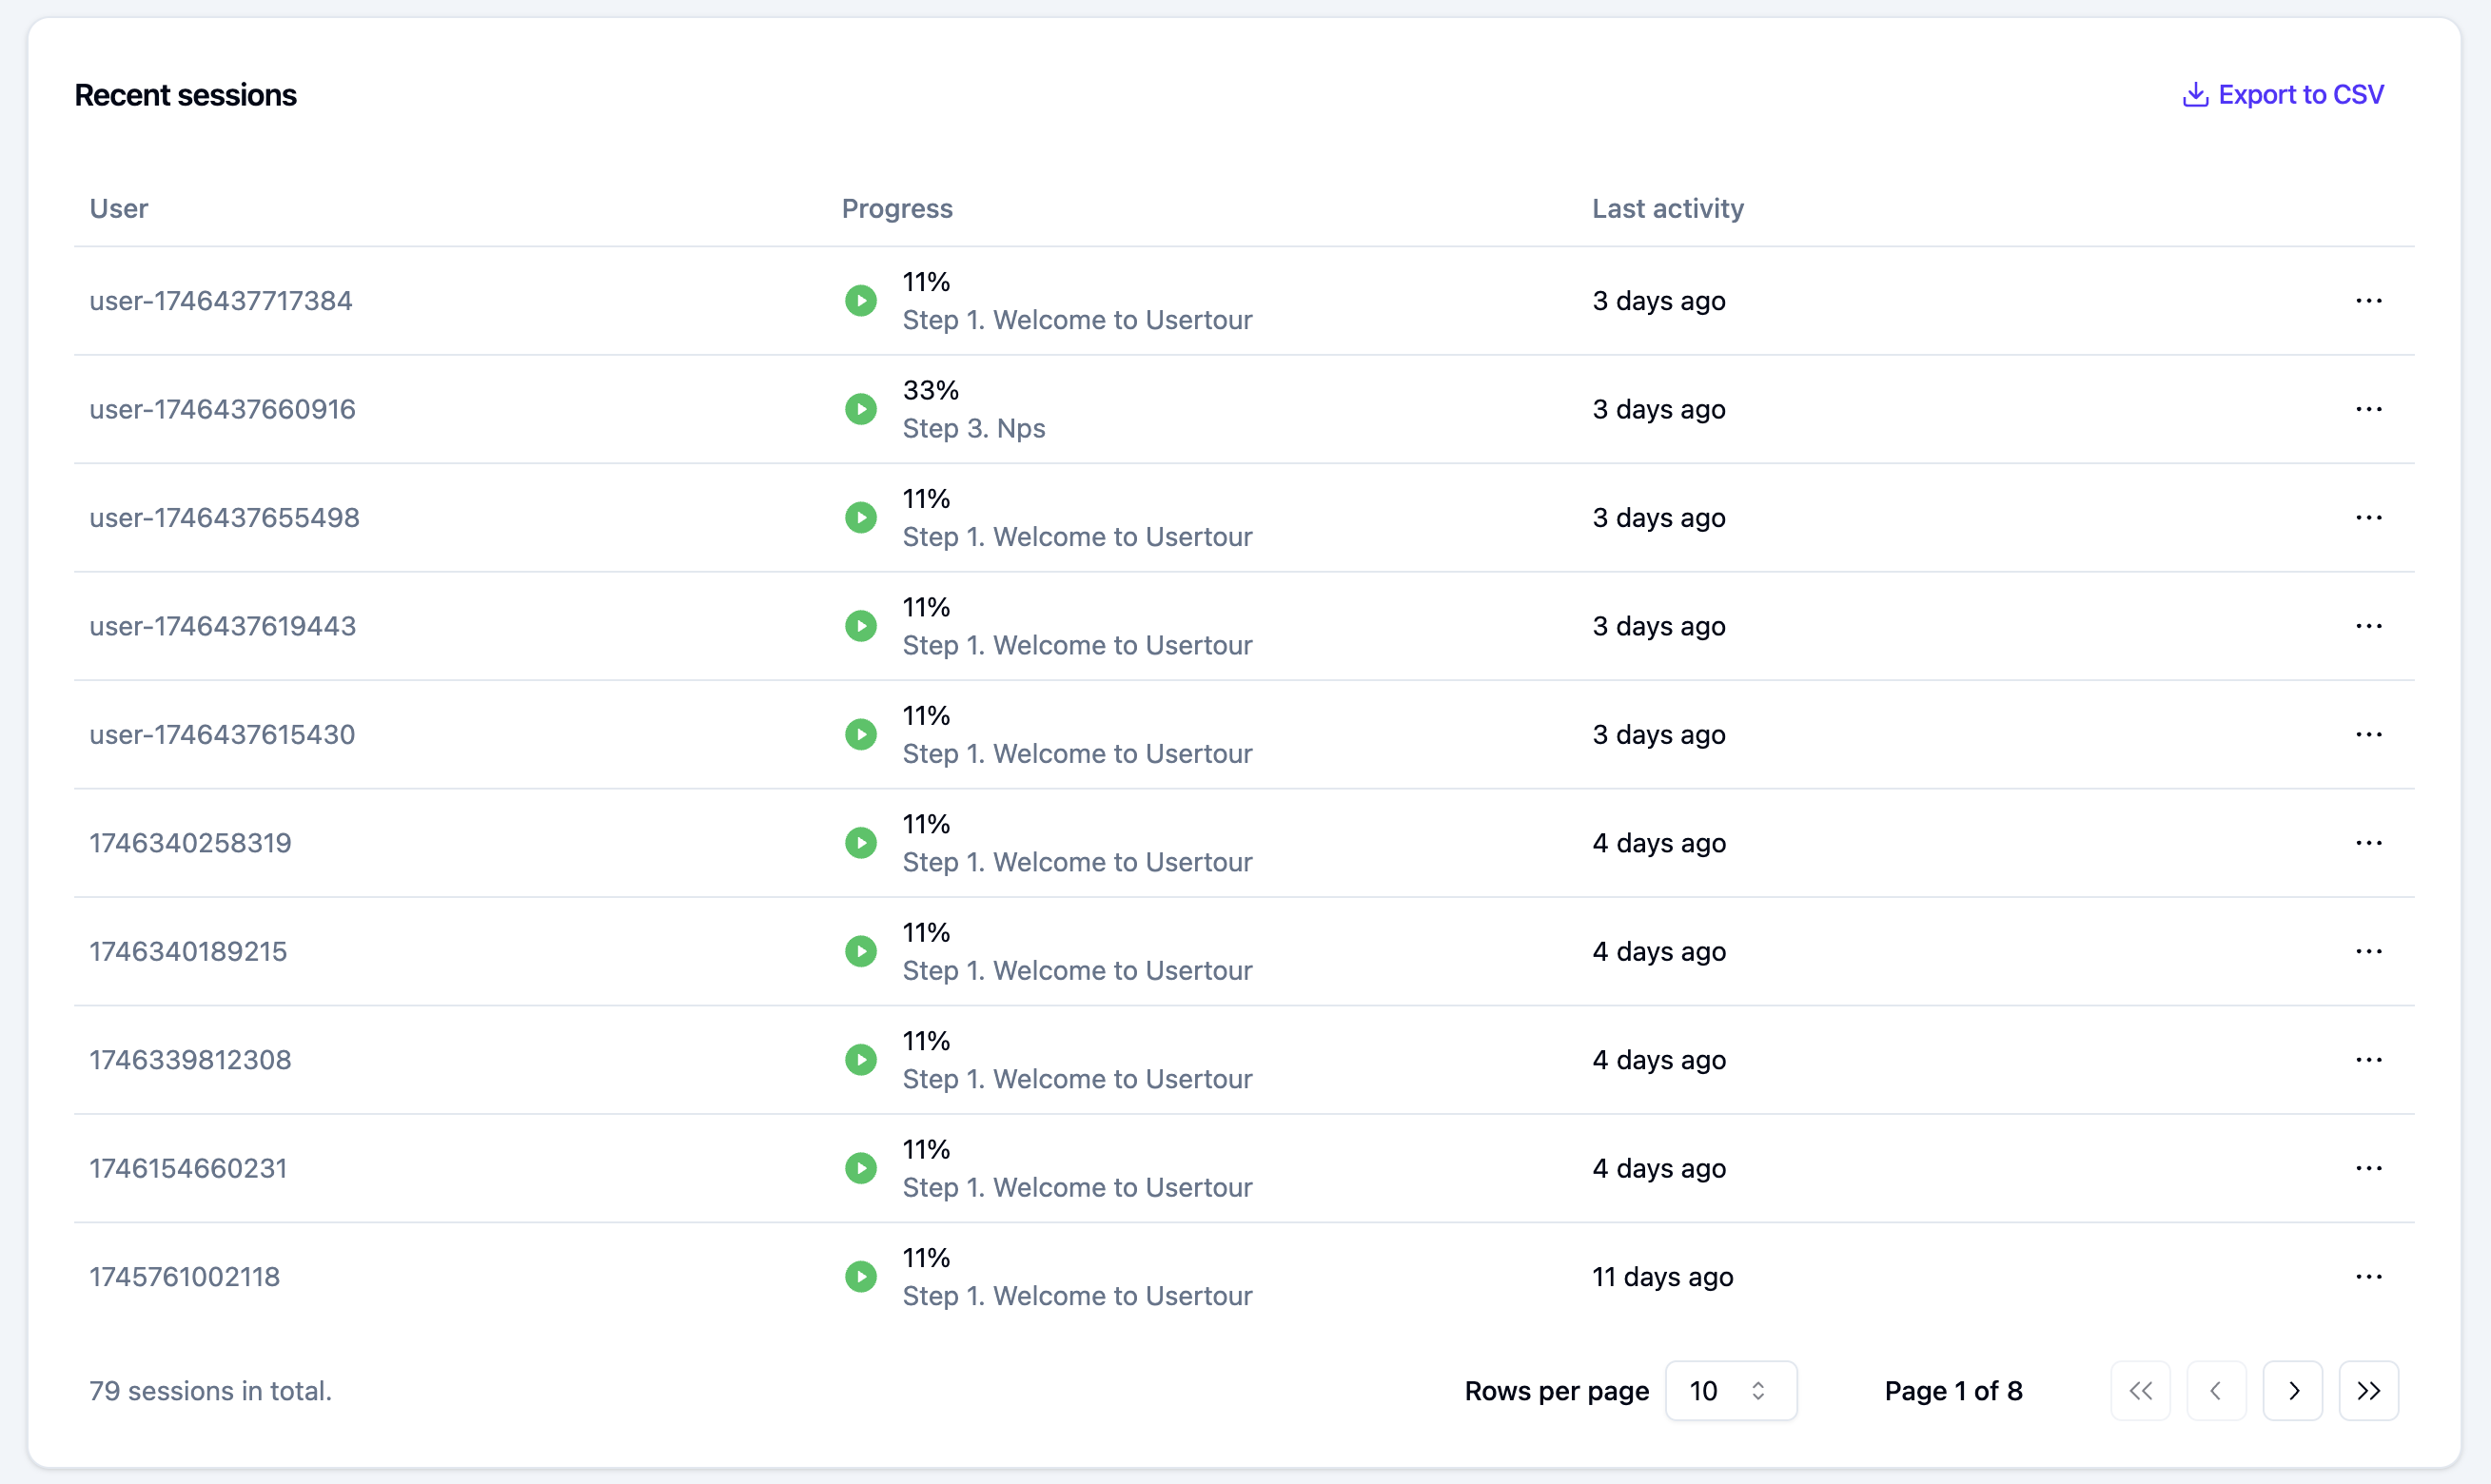 Recent sessions
Export to CSV
User Progress Last activity
user-1746437717384
11%
Step 1. Welcome to Usertour
3 days ago
user-1746437660916
33%
Step 3. Nps
3 days ago
user-1746437655498
11%
Step 1. Welcome to Usertour
3 days ago
user-1746437619443
11%
Step 1. Welcome to Usertour
3 days ago
user-1746437615430
11%
Step 1. Welcome to Usertour
3 days ago
1746340258319
11%
Step 1. Welcome to Usertour
4 days ago
1746340189215
11%
Step 1. Welcome to Usertour
4 days ago
1746339812308
11%
Step 1. Welcome to Usertour
4 days ago
1746154660231
11%
Step 1. Welcome to Usertour
4 days ago
1745761002118
11%
Step 1. Welcome to Usertour
11 days ago
79 sessions in total.
Rows per page 10
Page 1 of 8